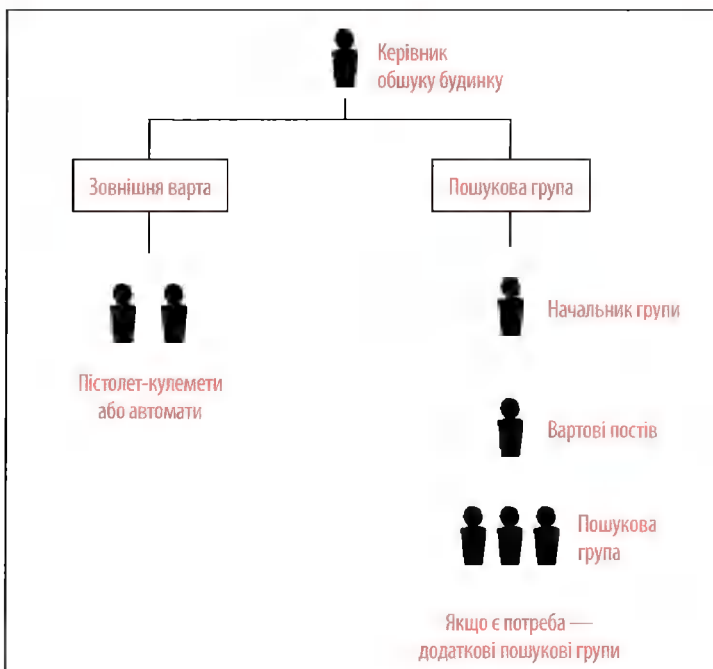 Керівник
обшуку будинку
Зовнішня варта
Пошукова група
Пістолет-кулемети
або автомати
Начальник групи
Вартові постів
Пошукова
група
Якщо є потреба —
додаткові пошукові групи